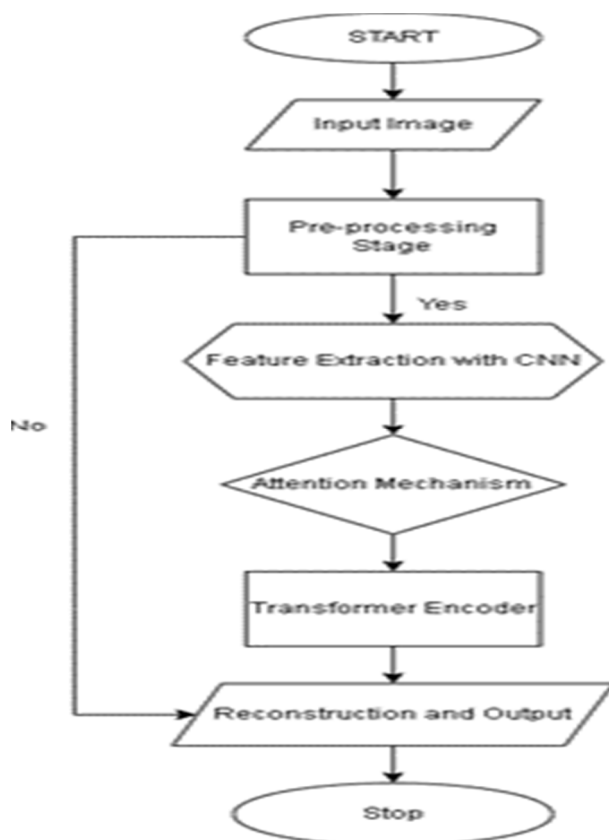 START
Input Image
Pre-processing
Stage
Yes
Feature Extraction with CNN
No
Attention Mechanism
Transformer Encoder
Reconstruction and Output
Stop